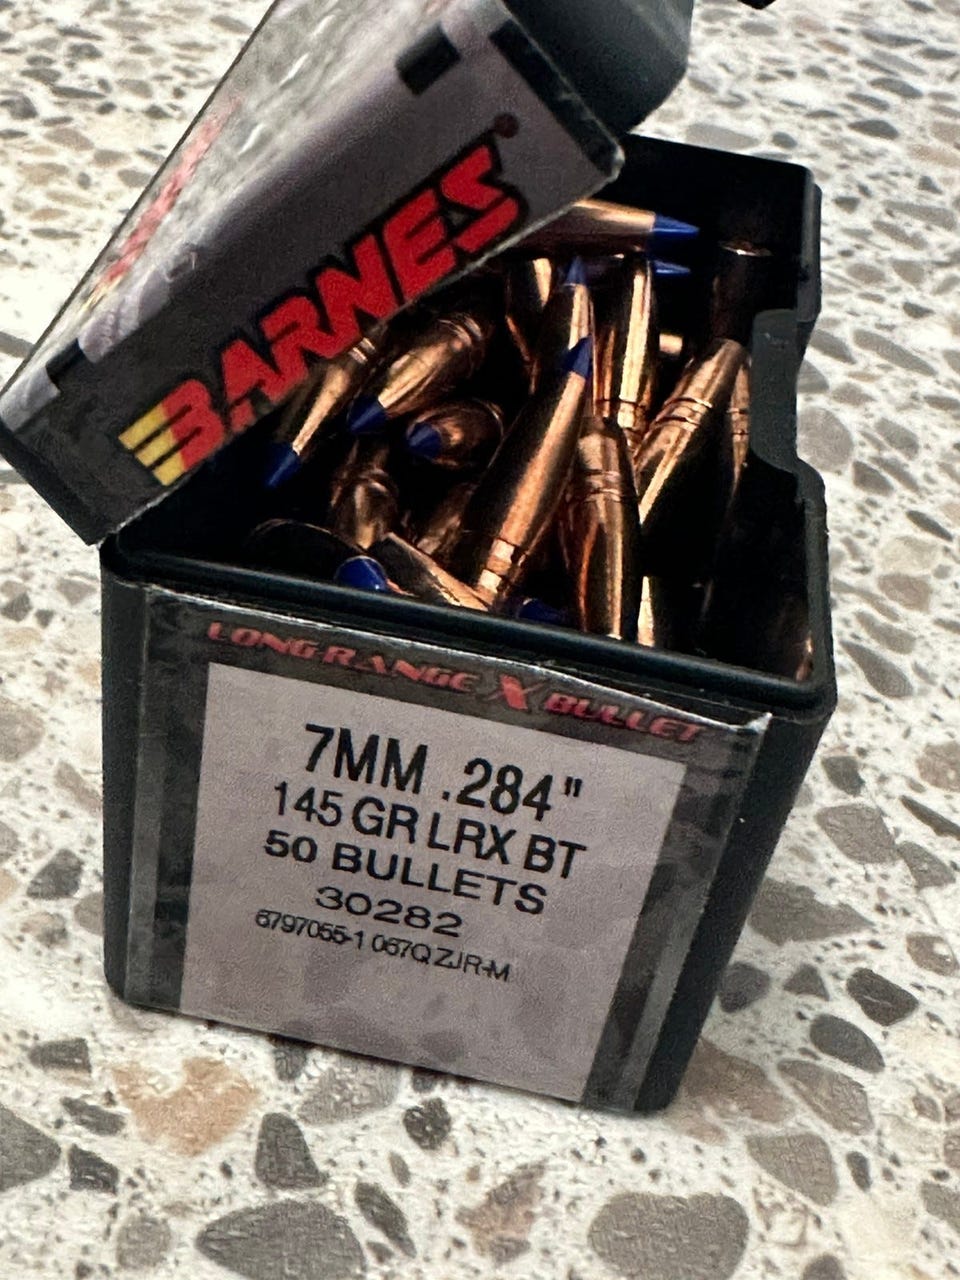 BARNES®
LONG-RANGE X BULLET
7MM .284"
145 GR LRX BT
50 BULLETS
30282
6797055-1 067Q ZJR-M